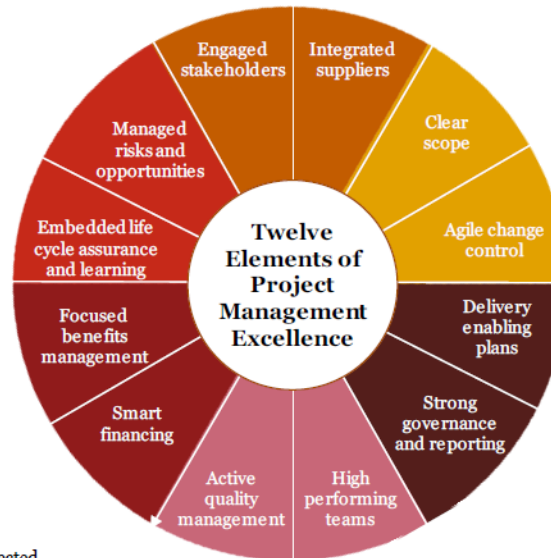 Engaged
stakeholders
Integrated
suppliers
Clear
scope
Agile change
control
Delivery
enabling
plans
Strong
governance
and reporting
High
performing
teams
Active
quality
management
Smart
financing
Focused
benefits
management
Embedded life
cycle assurance
and learning
Managed
risks and
opportunities
Twelve
Elements of
Project
Management
Excellence